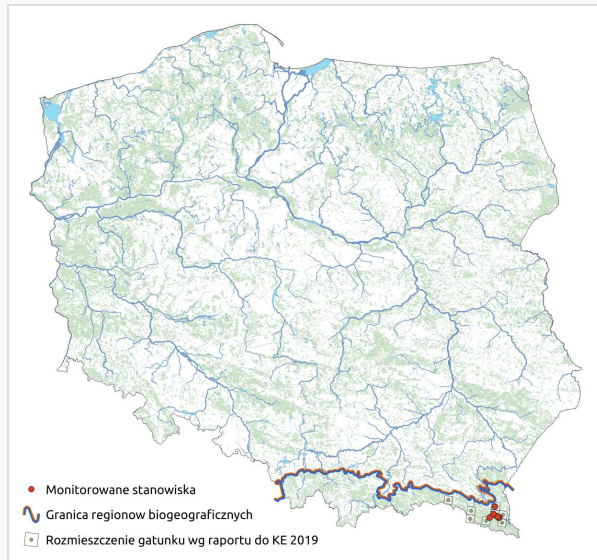 Monitorowane stanowiska
Granica regionow biogeograficznych
Rozmieszczenie gatunku wg raportu do KE 2019